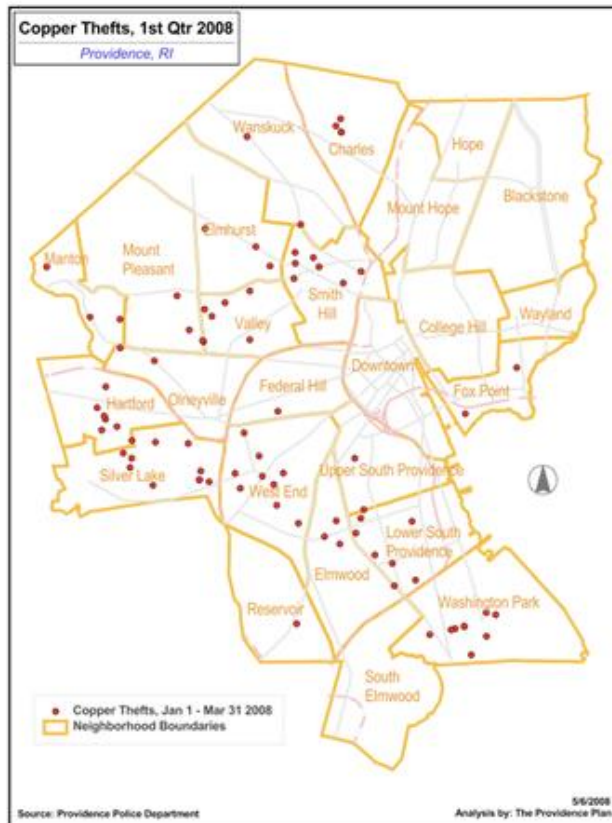 Copper Thefts, 1st Qtr 2008
Providence, RI
Wanskuck
Charles
Hope
Blackstone
Mount Hope
Elmhurst
Manton
Mount
Pleasant
Smith
Hill
Valley
College Hill
Wayland
Downtown
Federal Hill
Fox Point
Hartford
Olneyville
Silver Lake
West End
Upper South Providence
Lower South
Providence
Elmwood
Reservoir
Washington Park
South
Elmwood
Copper Thefts, Jan 1 - Mar 31 2008
Neighborhood Boundaries
5/6/2008
Source: Providence Police Department
Analysis by: The Providence Plan